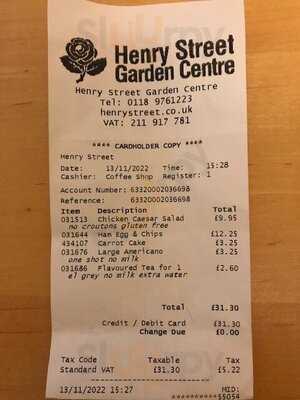 Henry Street
Garden Centre
Henry Street Garden Centre
Tel: 0118 9761223
henrystreet.co.uk
VAT: 211 917 781
**** CARDHOLDER COPY ****
Henry Street
Date: 13/11/2022 Time: 15:28
Cashier: Coffee Shop Register: 1
Account Number: 63320002036698
Reference: 63320002036698
Item Description Total
031513 Chicken Caesar Salad £9.95
no croutons gluten free
031644 Ham Egg & Chips £12.25
434107 Carrot Cake £3.25
031676 Large Americano £3.25
one shot no milk
031686 Flavoured Tea for 1 £2.60
el grey no milk extra water
Total £31.30
Credit / Debit Card £31.30
Change Due £0.00
Tax Code Taxable Tax
Standard VAT £31.30 £5.22
13/11/2022 15:27 MID:
**********55054